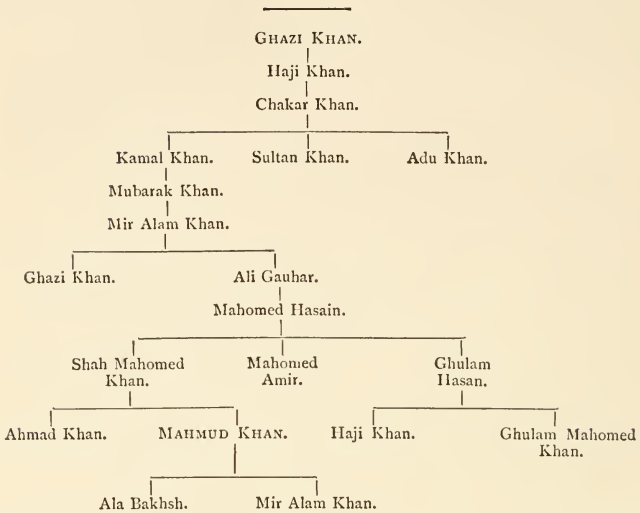 GHAZI KHAN.
Haji Khan.
Chakar Khan.
Kamal Khan. Sultan Khan. Adu Khan.
Mubarak Khan.
Mir Alam Khan.
Ghazi Khan. Ali Gauhar.
Mahomed Hasain.
Shah Mahomed Khan. Mahomed Amir. Ghulam Hasan.
Ahmad Khan. MAHMUD KHAN. Haji Khan. Ghulam Mahomed Khan.
Ala Bakhsh. Mir Alam Khan.